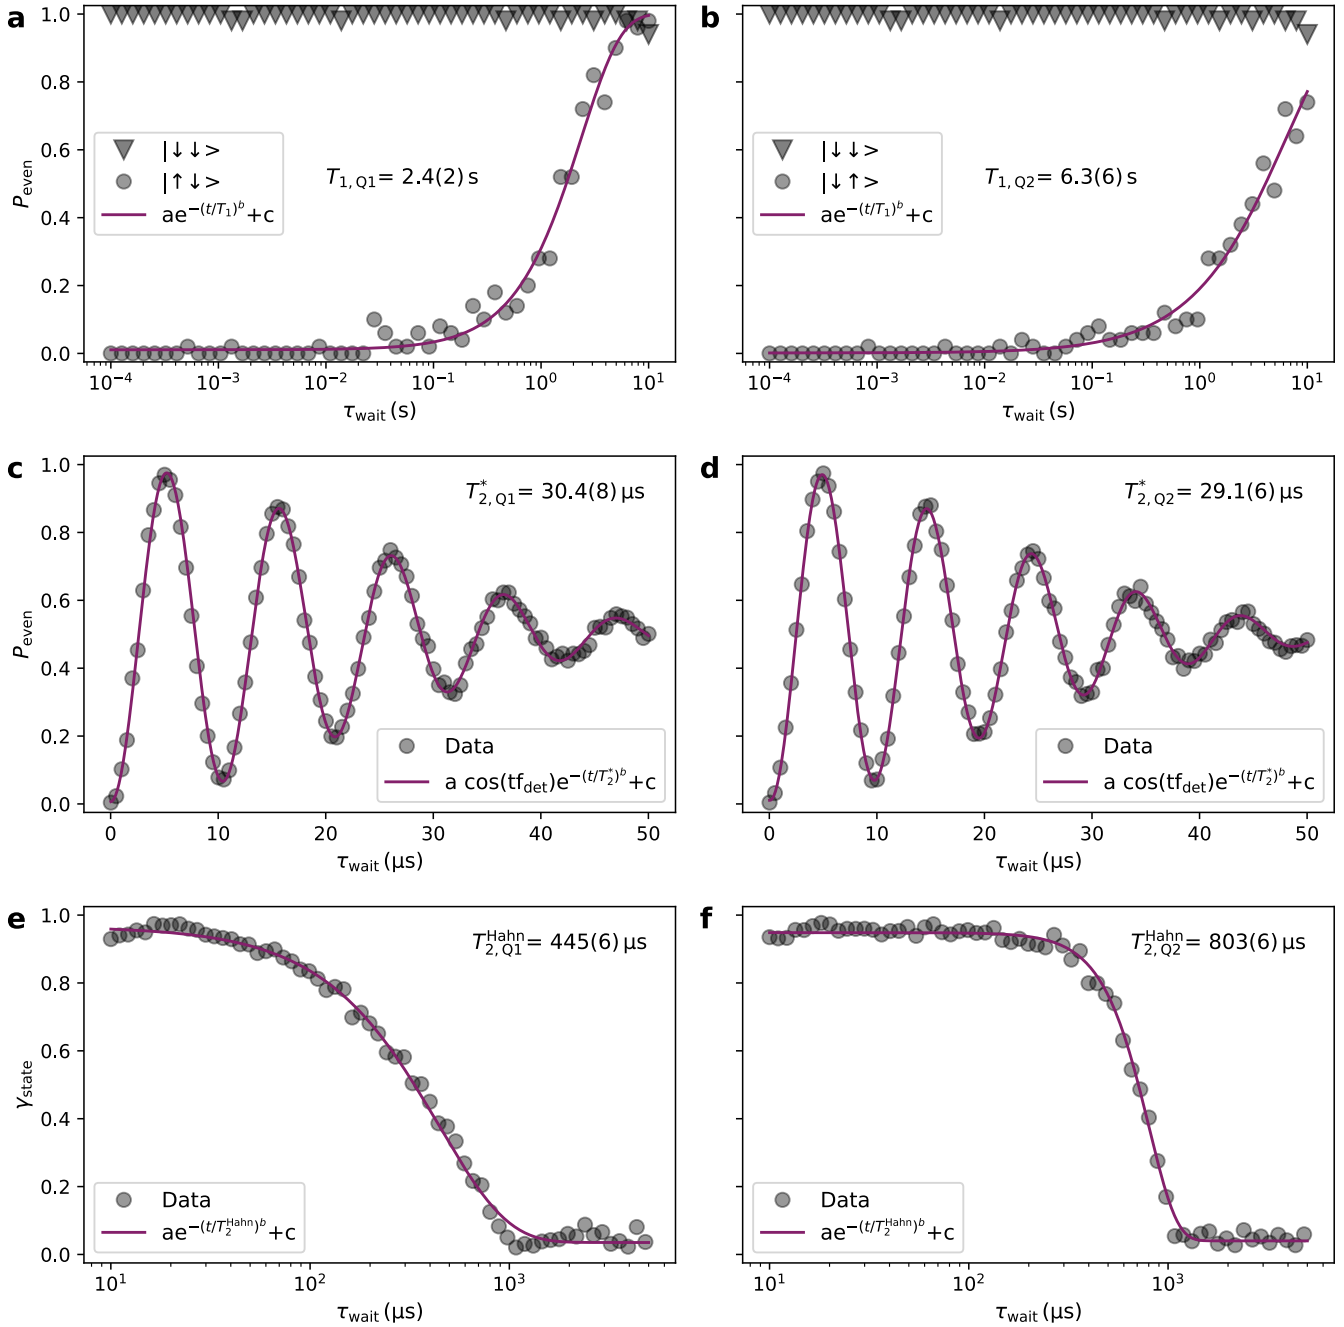 a
1.0
0.8
0.6
0.4
0.2
0.0
P_even
|↓↓>
|↑↓>
ae^{−(t/T_1)^b}+c
T_{1, Q1} = 2.4(2) s
10^{−4} 10^{−3} 10^{−2} 10^{−1} 10^0 10^1
τ_wait (s)
b
|↓↓>
|↓↑>
ae^{−(t/T_1)^b}+c
T_{1, Q2} = 6.3(6) s
10^{−4} 10^{−3} 10^{−2} 10^{−1} 10^0 10^1
τ_wait (s)
c
1.0
0.8
0.6
0.4
0.2
0.0
P_even
T^*_{2, Q1} = 30.4(8) μs
Data
a cos(tf_det)e^{−(t/T_2^*)^b}+c
0 10 20 30 40 50
τ_wait (μs)
d
T^*_{2, Q2} = 29.1(6) μs
Data
a cos(tf_det)e^{−(t/T_2^*)^b}+c
0 10 20 30 40 50
τ_wait (μs)
e
1.0
0.8
0.6
0.4
0.2
0.0
γ_state
T^{Hahn}_{2, Q1} = 445(6) μs
Data
ae^{−(t/T_2^{Hahn})^b}+c
10^1 10^2 10^3
τ_wait (μs)
f
T^{Hahn}_{2, Q2} = 803(6) μs
Data
ae^{−(t/T_2^{Hahn})^b}+c
10^1 10^2 10^3
τ_wait (μs)